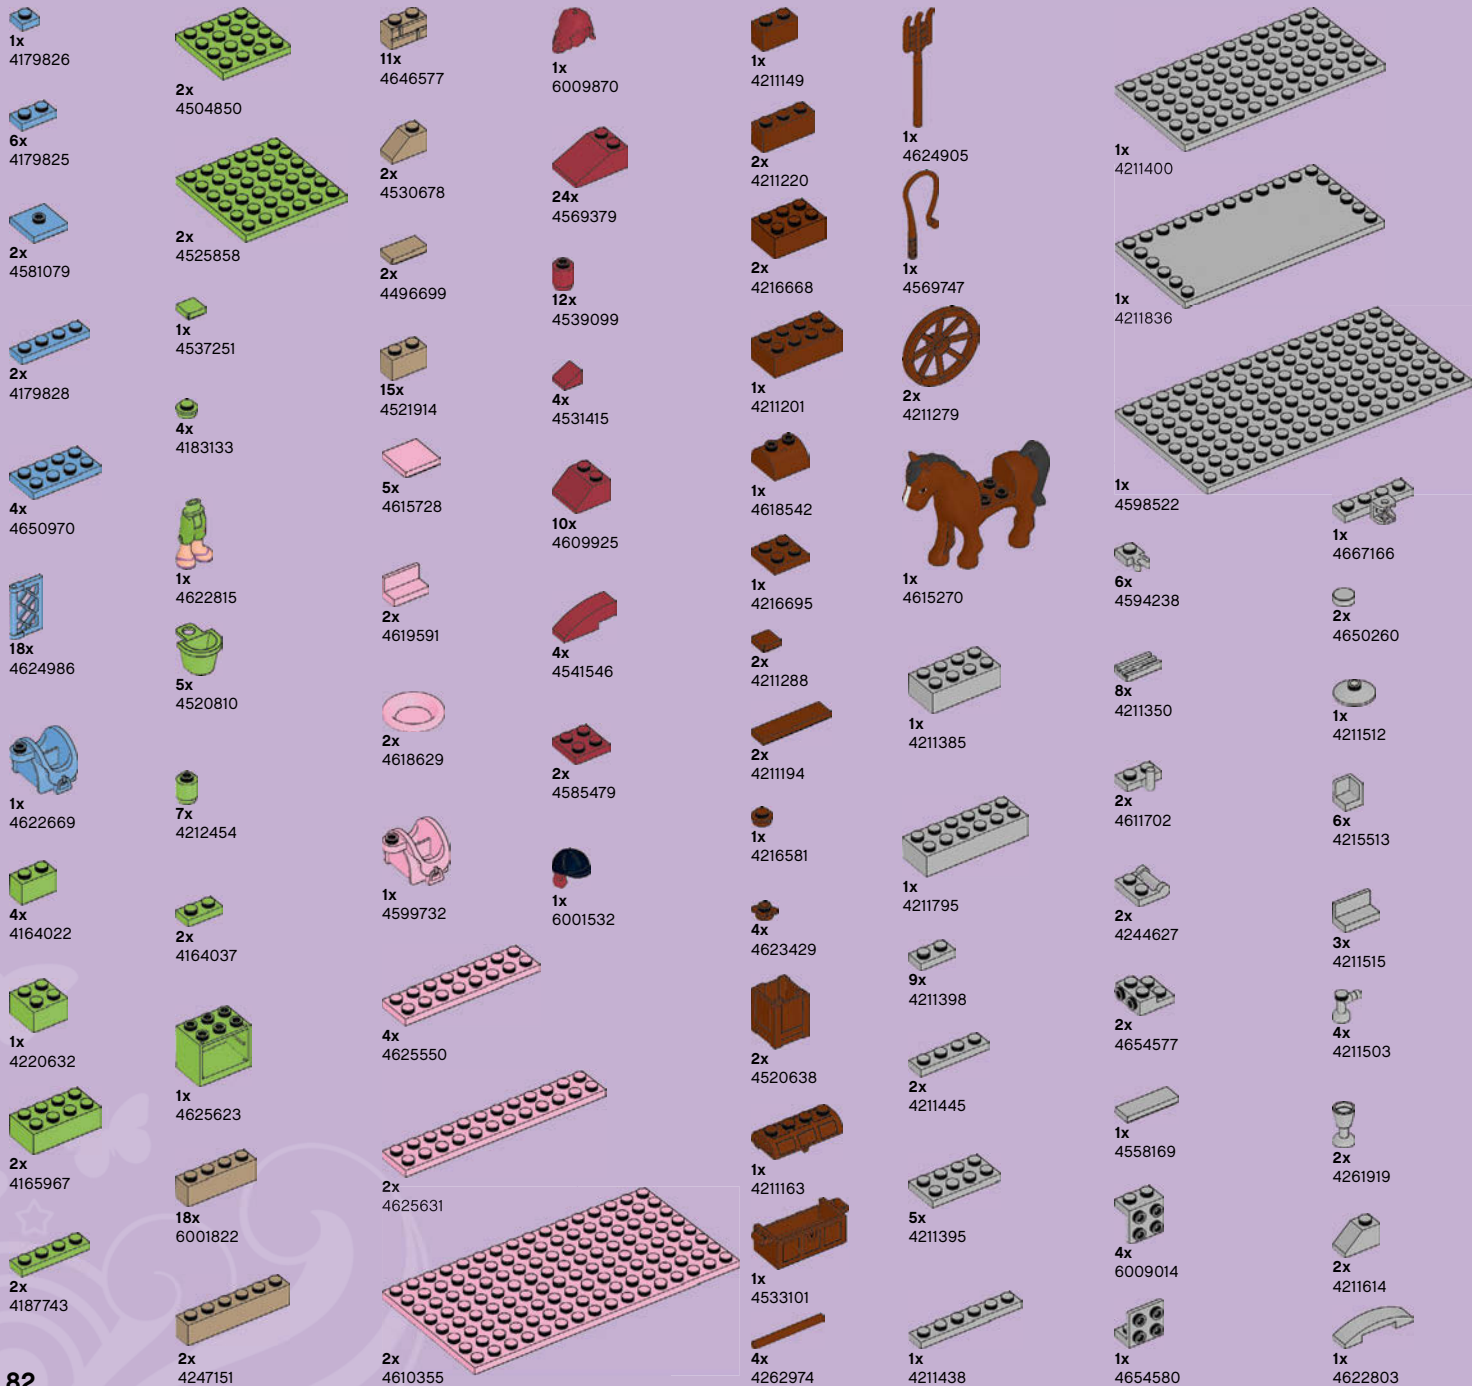 1x
4179826
6x
4179825
2x
4581079
2x
4179828
4x
4650970
18x
4624986
1x
4622669
4x
4164022
1x
4220632
2x
4165967
2x
4187743
82
2x
4504850
2x
4525858
1x
4537251
4x
4183133
1x
4622815
5x
4520810
7x
4212454
2x
4164037
1x
4625623
18x
6001822
2x
4247151
11x
4646577
2x
4530678
2x
4496699
15x
4521914
5x
4615728
2x
4619591
2x
4618629
1x
4599732
4x
4625550
2x
4625631
2x
4610355
1x
6009870
24x
4569379
12x
4539099
4x
4531415
10x
4609925
4x
4541546
2x
4585479
1x
6001532
1x
4211149
2x
4211220
2x
4216668
1x
4211201
1x
4618542
1x
4216695
2x
4211288
2x
4211194
1x
4216581
4x
4623429
2x
4520638
1x
4211163
1x
4533101
4x
4262974
1x
4624905
1x
4569747
2x
4211279
1x
4615270
1x
4211385
1x
4211795
9x
4211398
2x
4211445
5x
4211395
1x
4211438
1x
4211400
1x
4211836
1x
4598522
6x
4594238
8x
4211350
2x
4611702
2x
4244627
2x
4654577
1x
4558169
4x
6009014
1x
4654580
1x
4667166
2x
4650260
1x
4211512
6x
4215513
3x
4211515
4x
4211503
2x
4261919
2x
4211614
1x
4622803